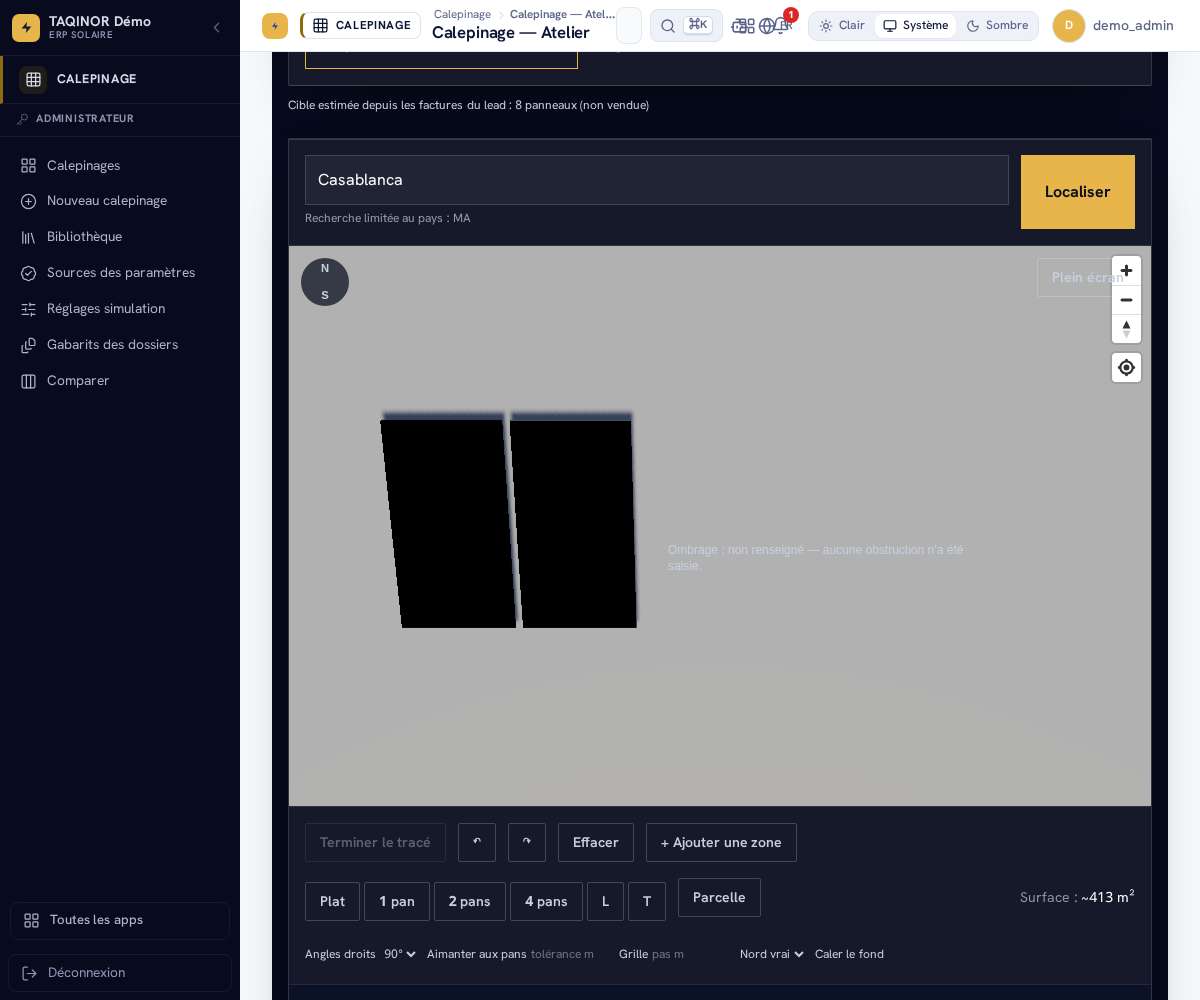 TAQINOR Démo
ERP SOLAIRE
CALEPINAGE
ADMINISTRATEUR
Calepinages
Nouveau calepinage
Bibliothèque
Sources des paramètres
Réglages simulation
Gabarits des dossiers
Comparer
Toutes les apps
Déconnexion
CALEPINAGE
Calepinage > Calepinage — Atel...
Calepinage — Atelier
⌘K
1
Clair
Système
Sombre
D
demo_admin
Cible estimée depuis les factures du lead : 8 panneaux (non vendue)
Casablanca
Localiser
Recherche limitée au pays : MA
N
S
Plein écran
Ombrage : non renseigné — aucune obstruction n'a été
saisie.
Terminer le tracé
↶
↷
Effacer
+ Ajouter une zone
Plat
1 pan
2 pans
4 pans
L
T
Parcelle
Surface : ~413 m²
Angles droits 90° Aimanter aux pans tolérance m Grille pas m Nord vrai Caler le fond